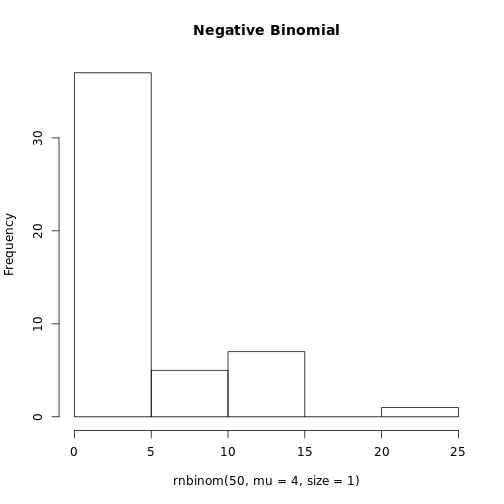 Negative Binomial
Frequency
30
20
10
0
0 5 10 15 20 25
rnbinom(50, mu = 4, size = 1)